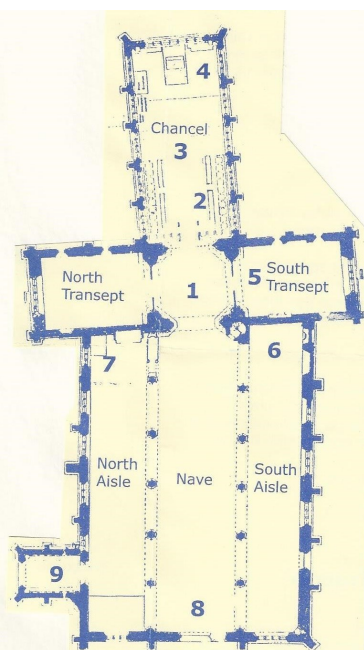 4
Chancel
3
2
North
Transept
1
5
South
Transept
7
6
North
Aisle
Nave
South
Aisle
9
8